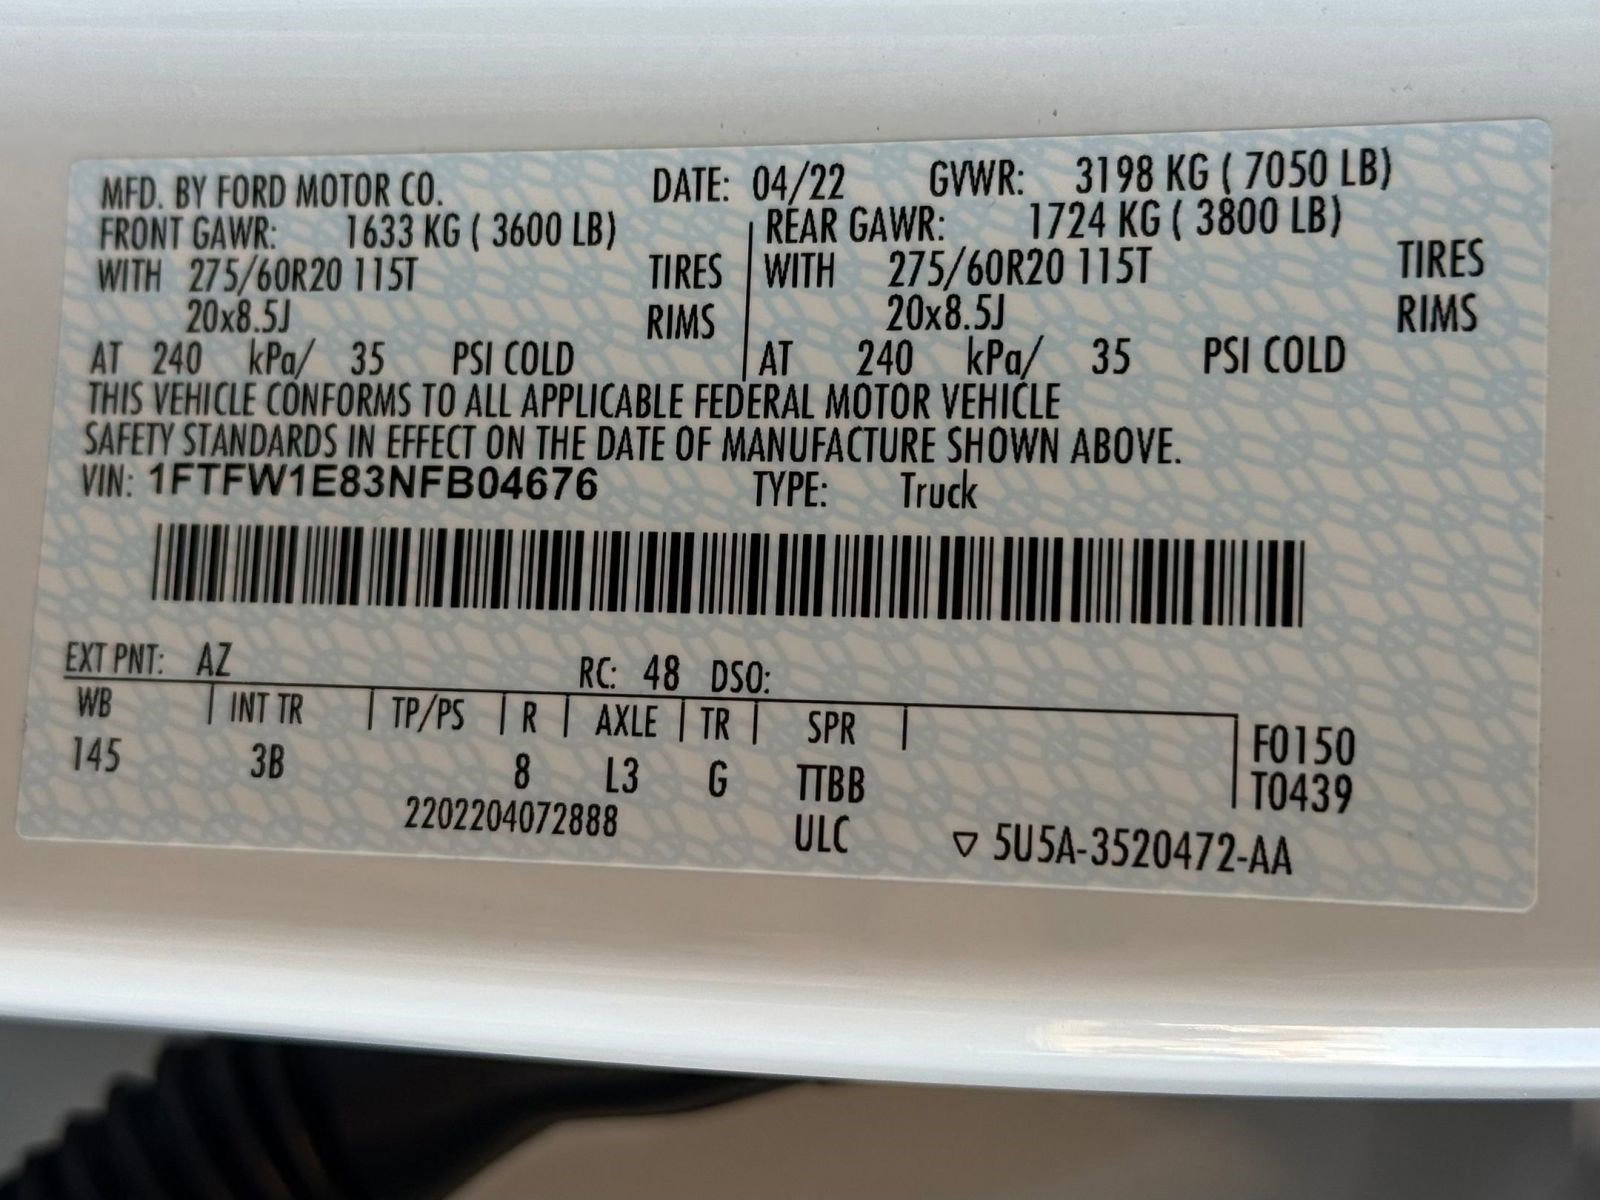 MFD. BY FORD MOTOR CO. DATE: 04/22 GVWR: 3198 KG ( 7050 LB)
FRONT GAWR: 1633 KG ( 3600 LB) REAR GAWR: 1724 KG ( 3800 LB)
WITH 275/60R20 115T TIRES WITH 275/60R20 115T TIRES
20x8.5J RIMS 20x8.5J RIMS
AT 240 kPa/ 35 PSI COLD AT 240 kPa/ 35 PSI COLD
THIS VEHICLE CONFORMS TO ALL APPLICABLE FEDERAL MOTOR VEHICLE
SAFETY STANDARDS IN EFFECT ON THE DATE OF MANUFACTURE SHOWN ABOVE.
VIN: 1FTFW1E83NFB04676 TYPE: Truck
EXT PNT: AZ RC: 48 DSO:
WB INT TR TP/PS R AXLE TR SPR F0150
145 3B 8 L3 G TTBB T0439
2202204072888 ULC ▽ 5U5A-3520472-AA